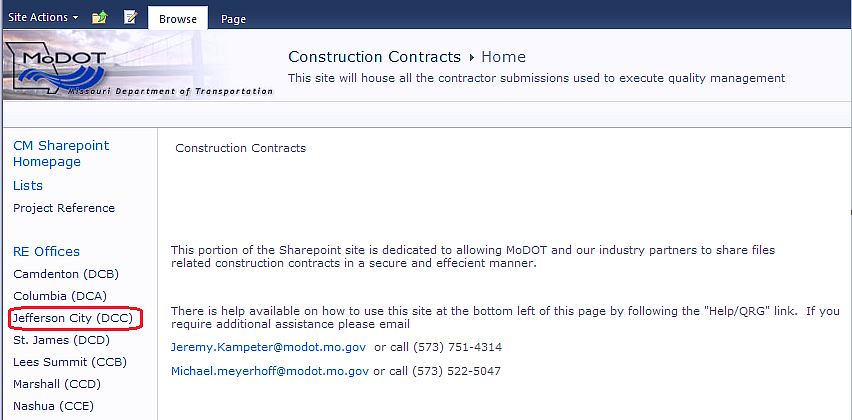 Site Actions
Browse
Page
MoDOT
Missouri Department of Transportation
Construction Contracts Home
This site will house all the contractor submissions used to execute quality management
CM Sharepoint
Homepage
Lists
Project Reference
RE Offices
Camdenton (DCB)
Columbia (DCA)
Jefferson City (DCC)
St. James (DCD)
Lees Summit (CCB)
Marshall (CCD)
Nashua (CCE)
Construction Contracts
This portion of the Sharepoint site is dedicated to allowing MoDOT and our industry partners to share files
related construction contracts in a secure and effecient manner.
There is help available on how to use this site at the bottom left of this page by following the "Help/QRG" link.  If you
require additional assistance please email
Jeremy.Kampeter@modot.mo.gov  or call (573) 751-4314
Michael.meyerhoff@modot.mo.gov or call (573) 522-5047